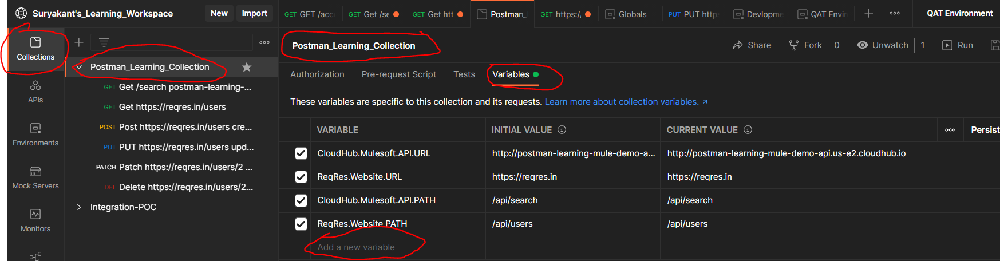 Suryakant's_Learning_Workspace
New
Import
GET GET /acc
GET Get /se
GET Get htt
Postman_
GET https:/
Globals
PUT PUT https
Devlopme
QAT Envi
QAT Environment
Collections
APIs
Environments
Mock Servers
Monitors
Postman_Learning_Collection
GET Get /search postman-learning-...
GET Get https://reqres.in/users
POST Post https://reqres.in/users cre...
PUT PUT https://reqres.in/users upd...
PATCH Patch https://reqres.in/users/2 ...
DEL Delete https://reqres.in/users/2...
Integration-POC
Postman_Learning_Collection
Share
Fork 0
Unwatch 1
Run
Authorization
Pre-request Script
Tests
Variables
These variables are specific to this collection and its requests. Learn more about collection variables. ↗
VARIABLE INITIAL VALUE CURRENT VALUE Persist
CloudHub.Mulesoft.API.URL http://postman-learning-mule-demo-a... http://postman-learning-mule-demo-api.us-e2.cloudhub.io
ReqRes.Website.URL https://reqres.in https://reqres.in
CloudHub.Mulesoft.API.PATH /api/search /api/search
ReqRes.Website.PATH /api/users /api/users
Add a new variable